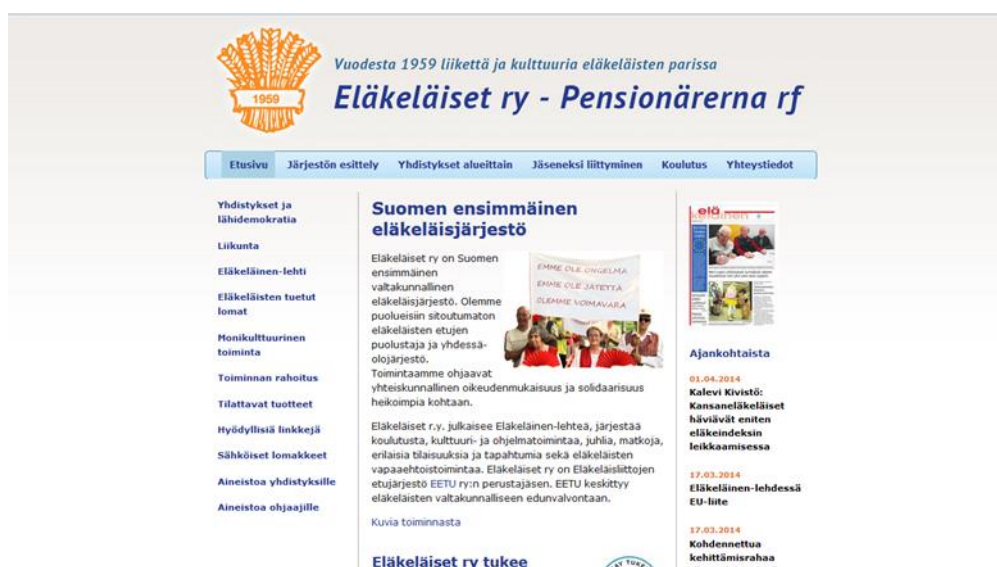 1959
Vuodesta 1959 liikettä ja kulttuuria eläkeläisten parissa
Eläkeläiset ry - Pensionärerna rf
Etusivu Järjestön esittely Yhdistykset alueittain Jäseneksi liittyminen Koulutus Yhteystiedot
Yhdistykset ja
lähidemokratia
Liikunta
Eläkeläinen-lehti
Eläkeläisten tuetut
lomat
Monikulttuurinen
toiminta
Toiminnan rahoitus
Tilattavat tuotteet
Hyödyllisiä linkkejä
Sähköiset lomakkeet
Aineistoa yhdistyksille
Aineistoa ohjaajille
Suomen ensimmäinen
eläkeläisjärjestö
Eläkeläiset ry on Suomen
ensimmäinen
valtakunnallinen
eläkeläisjärjestö. Olemme
puolueisiin sitoutumaton
eläkeläisten etujen
puolustaja ja yhdessä-
olojärjestö.
Toimintaamme ohjaavat
yhteiskunnallinen oikeudenmukaisuus ja solidaarisuus
heikoimpia kohtaan.
EMME OLE ONGELMA
EMME OLE JÄTETTÄ
OLEMME VOIMAVARA
Eläkeläiset r.y. julkaisee Eläkeläinen-lehteä, järjestää
koulutusta, kulttuuri- ja ohjelmatoimintaa, juhlia, matkoja,
erilaisia tilaisuuksia ja tapahtumia sekä eläkeläisten
vapaaehtoistoimintaa. Eläkeläiset ry on Eläkeläisliittojen
etujärjestö EETU ry:n perustajäsen. EETU keskittyy
eläkeläisten valtakunnalliseen edunvalvontaan.
Kuvia toiminnasta
Eläkeläiset ry tukee
RY TUKE
elä
keläinen
Ajankohtaista
01.04.2014
Kalevi Kivistö:
Kansaneläkeläiset
häviävät eniten
eläkeindeksin
leikkaamisessa
17.03.2014
Eläkeläinen-lehdessä
EU-liite
17.03.2014
Kohdennettua
kehittämisrahaa